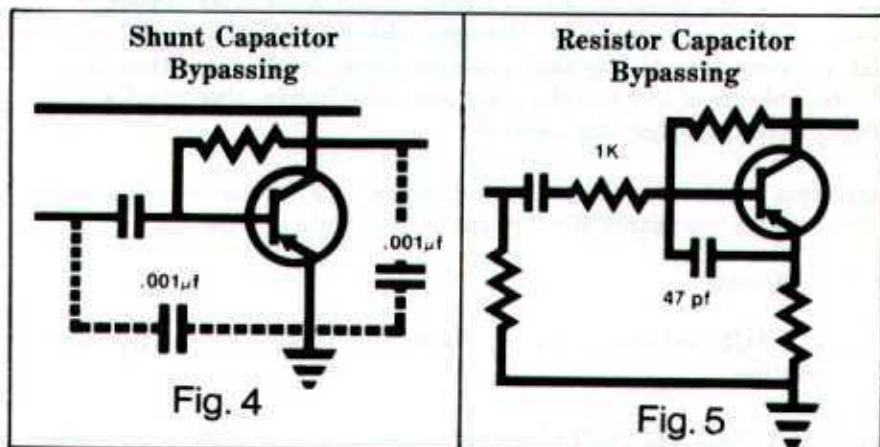 Shunt Capacitor
Bypassing
.001µf
.001µf
Fig. 4
Resistor Capacitor
Bypassing
1K
47 pf
Fig. 5